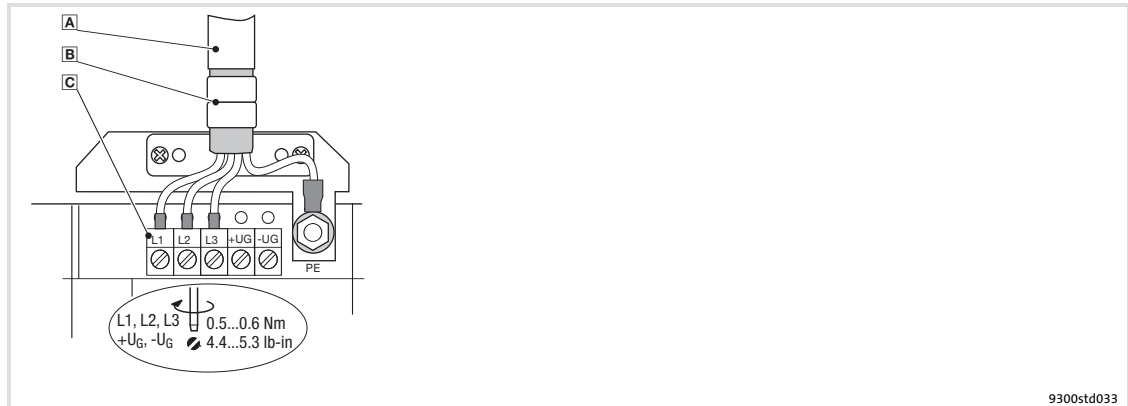 A
B
C
L1 L2 L3 +UG -UG
PE
L1, L2, L3 0.5...0.6 Nm
+UG, -UG 4.4...5.3 lb-in
9300std033